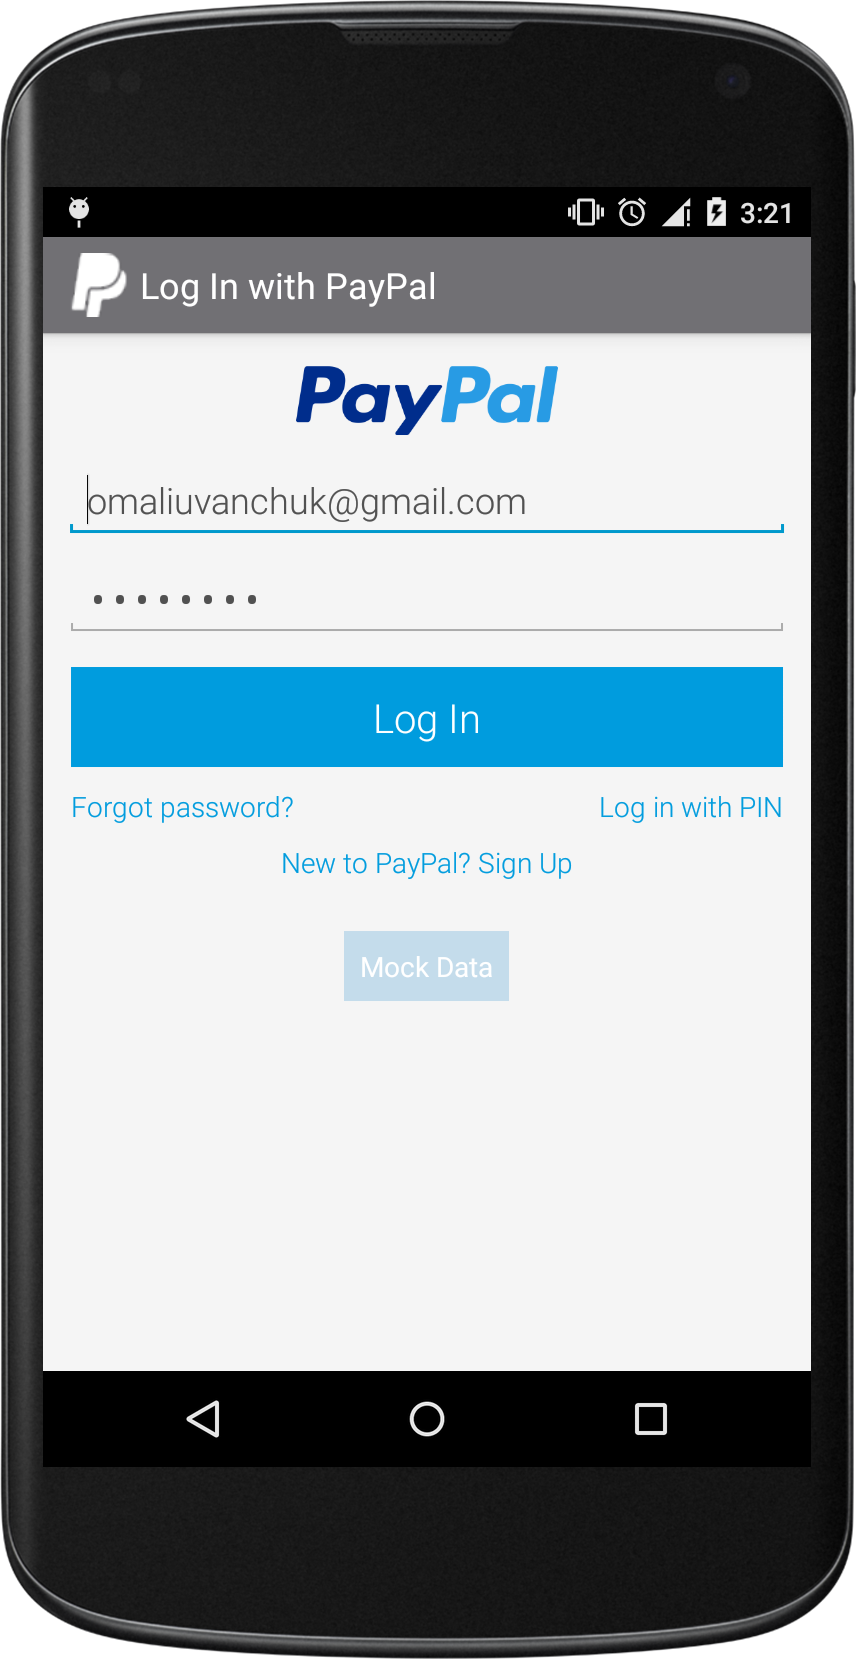 3:21
Log In with PayPal
PayPal
omaliuvanchuk@gmail.com
••••••••
Log In
Forgot password? Log in with PIN
New to PayPal? Sign Up
Mock Data